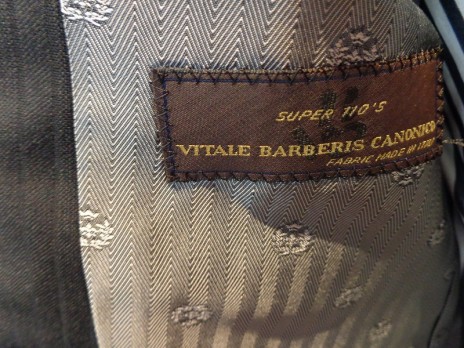 SUPER 110'S
VITALE BARBERIS CANONICO
FABRIC MADE IN ITALY